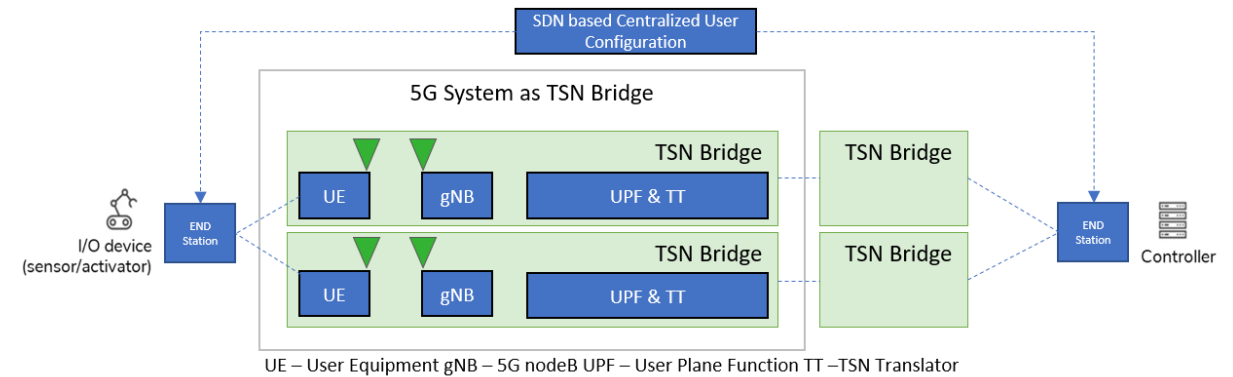 SDN based Centralized User
Configuration
5G System as TSN Bridge
TSN Bridge
TSN Bridge
UE
gNB
UPF & TT
END
Station
I/O device
(sensor/activator)
END
Station
Controller
TSN Bridge
TSN Bridge
UE
gNB
UPF & TT
UE – User Equipment gNB – 5G nodeB UPF – User Plane Function TT –TSN Translator